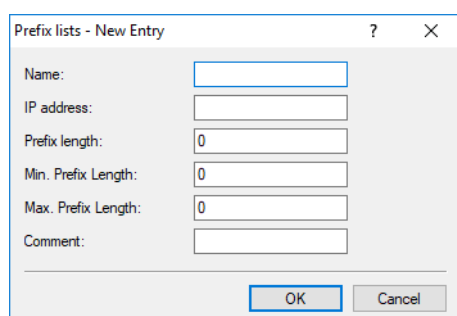 Prefix lists - New Entry ?
Name:
IP address:
Prefix length: 0
Min. Prefix Length: 0
Max. Prefix Length: 0
Comment:
OK Cancel